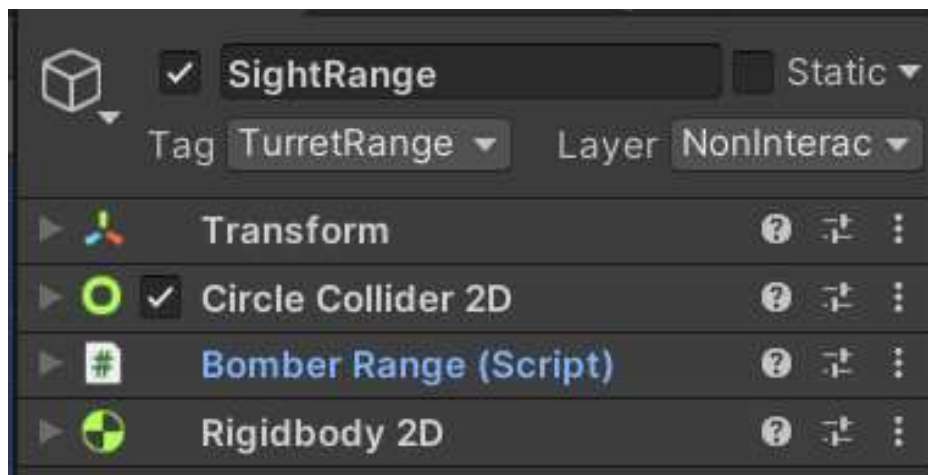 SightRange Static
Tag TurretRange Layer NonInterac
Transform
Circle Collider 2D
Bomber Range (Script)
Rigidbody 2D